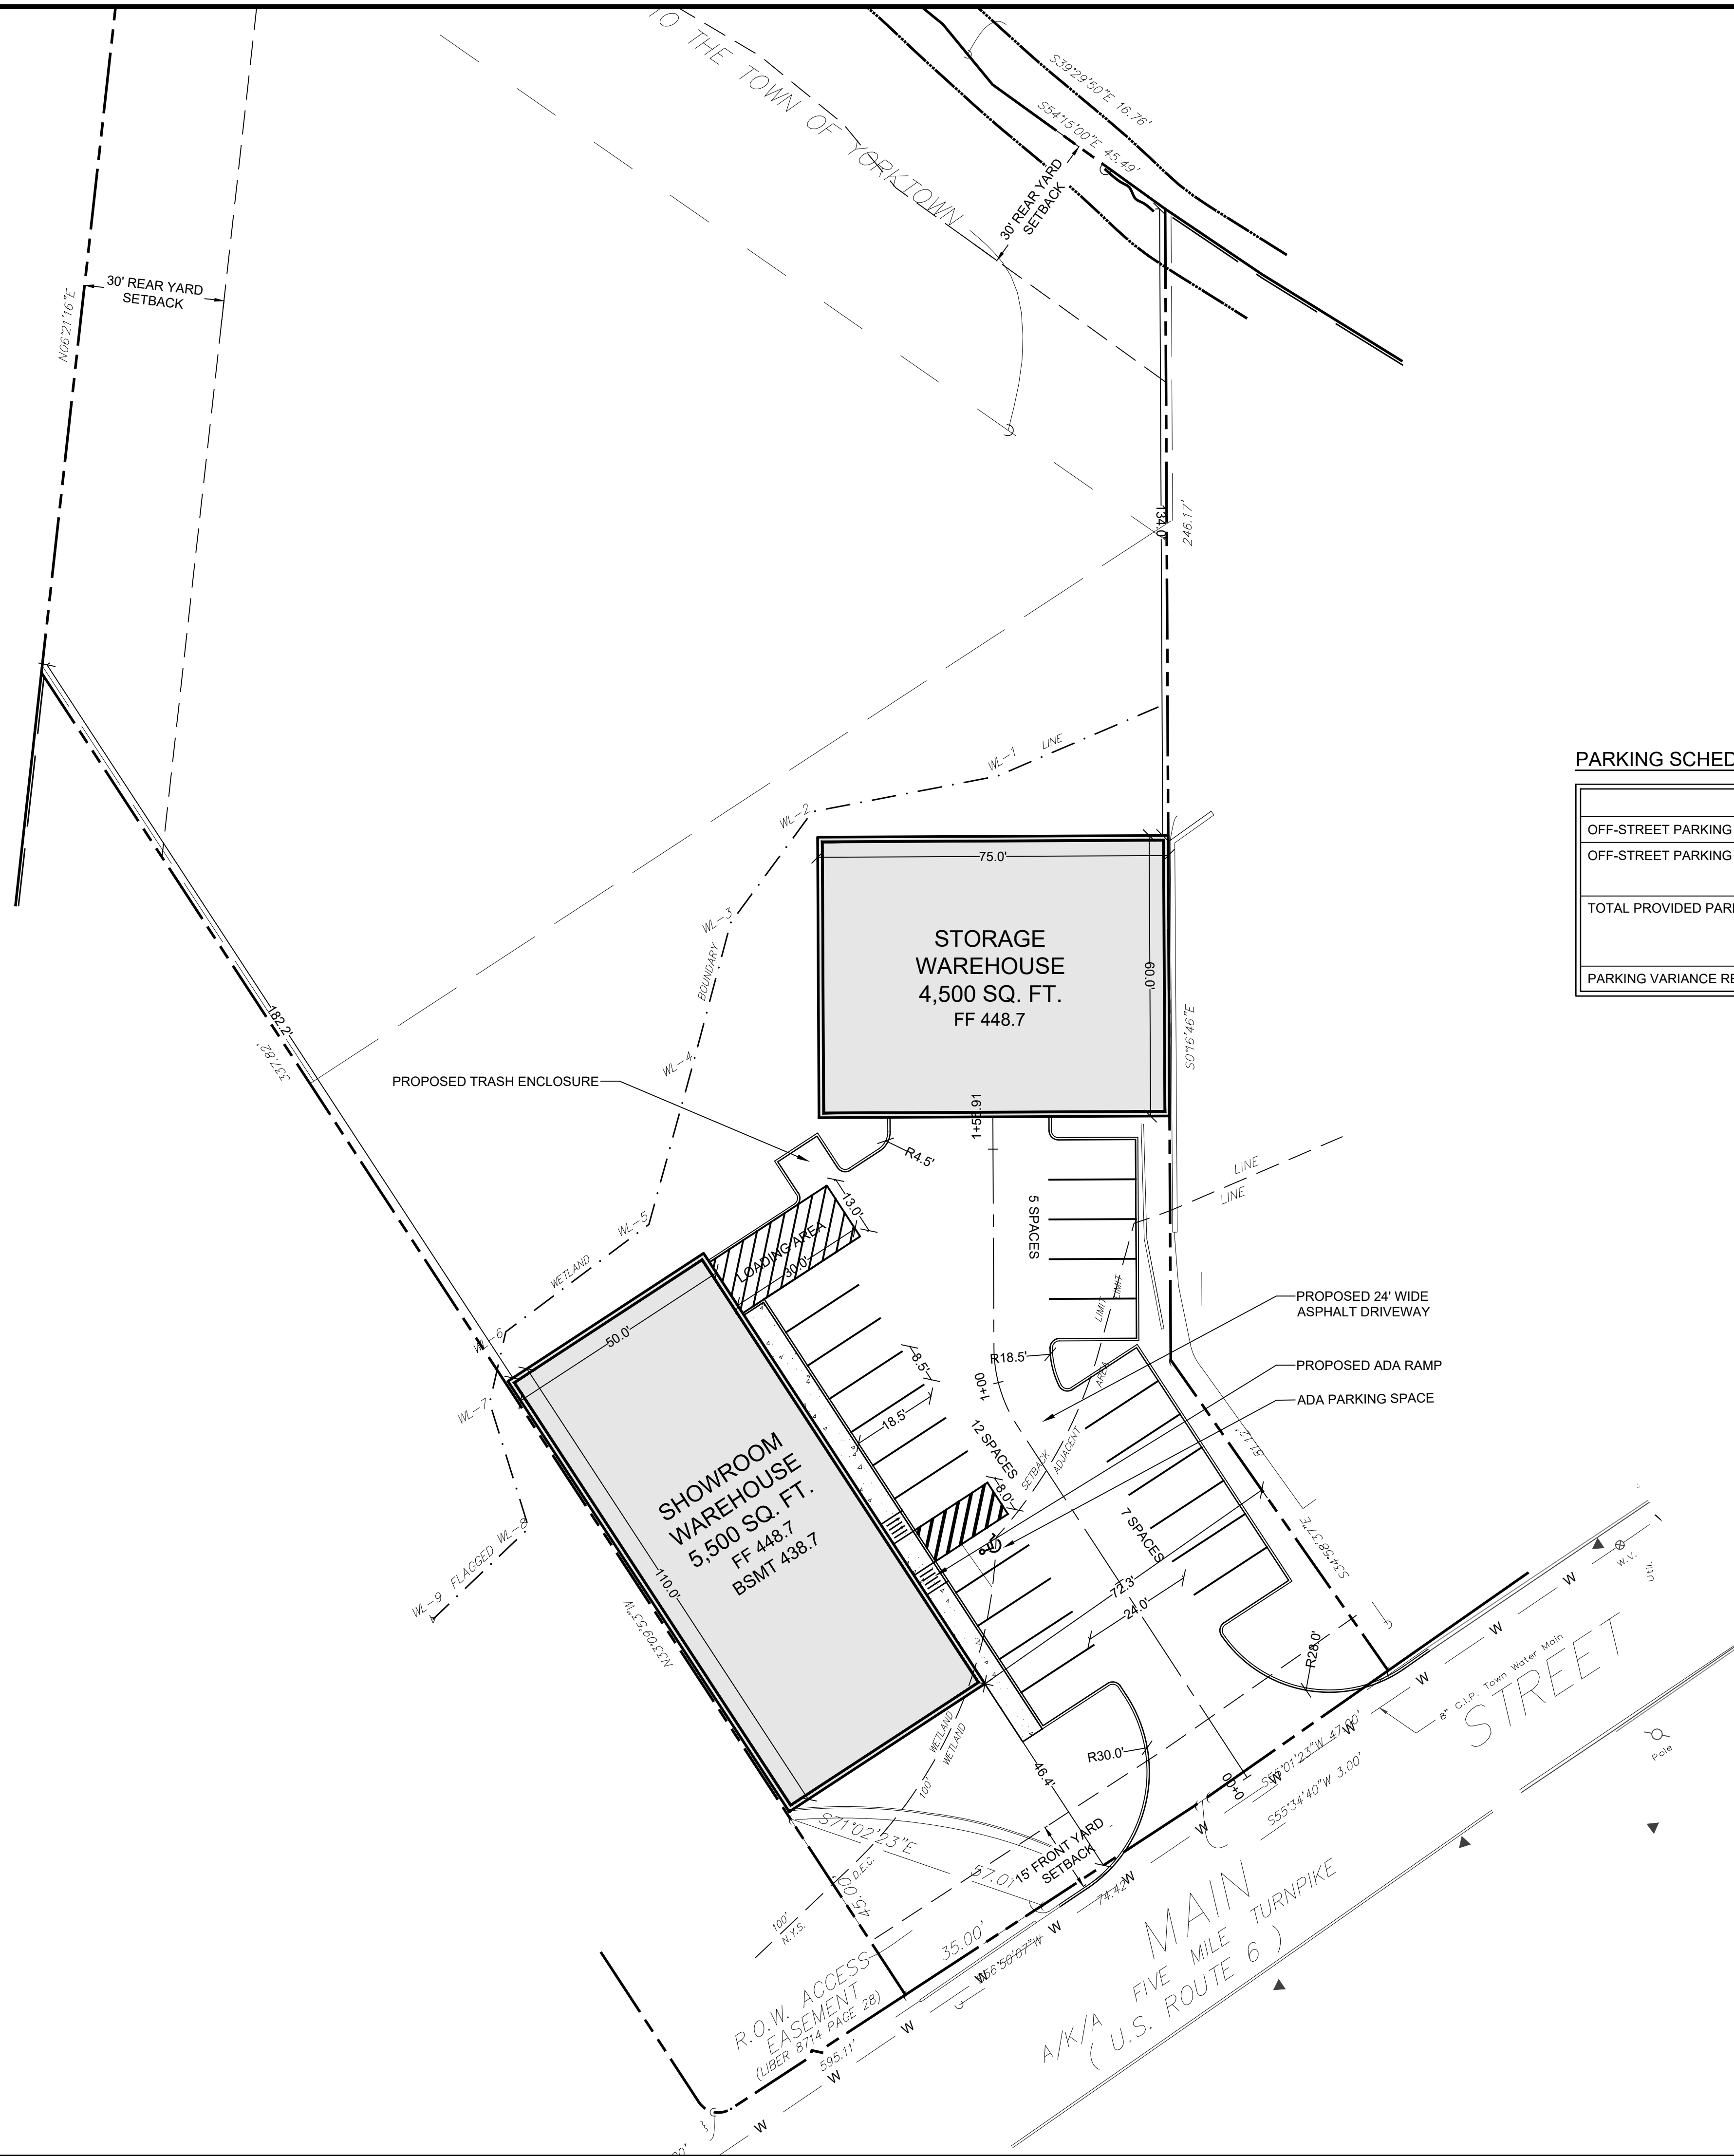 TO THE TOWN OF YORKTOWN
S39°29'50"E 16.76'
S54°15'00"E 45.49'
30' REAR YARD
SETBACK
30' REAR YARD
SETBACK
N06°21'16"E
134.0'
246.17'
WL-1 LINE
WL-2
WL-3
BOUNDARY
WL-4
WL-5
WETLAND
WL-6
WL-7
WL-8
FLAGGED
WL-9
PARKING SCHED
OFF-STREET PARKING
OFF-STREET PARKING
TOTAL PROVIDED PAR
PARKING VARIANCE RE
75.0'
60.0'
STORAGE
WAREHOUSE
4,500 SQ. FT.
FF 448.7
S0°16'46"E
182.2'
337.82'
PROPOSED TRASH ENCLOSURE
R4.5'
13.0'
LOADING AREA
30.0'
5 SPACES
LINE
LINE
LIMIT
LIMIT
AREA
SETBACK
ADJACENT
PROPOSED 24' WIDE
ASPHALT DRIVEWAY
PROPOSED ADA RAMP
ADA PARKING SPACE
R18.5'
1+00
50.0'
8.5'
18.5'
12 SPACES
8.0'
7 SPACES
81.12'
S34°58'37"E
SHOWROOM
WAREHOUSE
5,500 SQ. FT.
FF 448.7
BSMT 438.7
110.0'
N33°09'53"W
72.3'
24.0'
R28.0'
R30.0'
46.4'
WETLAND
WETLAND
100'
D.E.C.
100'
N.Y.S.
S71°02'23"E
57.0
45.00'
15' FRONT YARD
SETBACK
0+00
S55°01'23"W 47.00'
S55°34'40"W 3.00'
74.42'
35.00'
S56°50'07"W
595.11'
R.O.W. ACCESS
EASEMENT
(LIBER 8714 PAGE 28)
W
W
W
W
W
W
W
W
W
W
W
W
8" C.I.P. Town Water Main
W.V.
Util.
Pole
MAIN STREET
A/K/A FIVE MILE TURNPIKE
( U.S. ROUTE 6 )